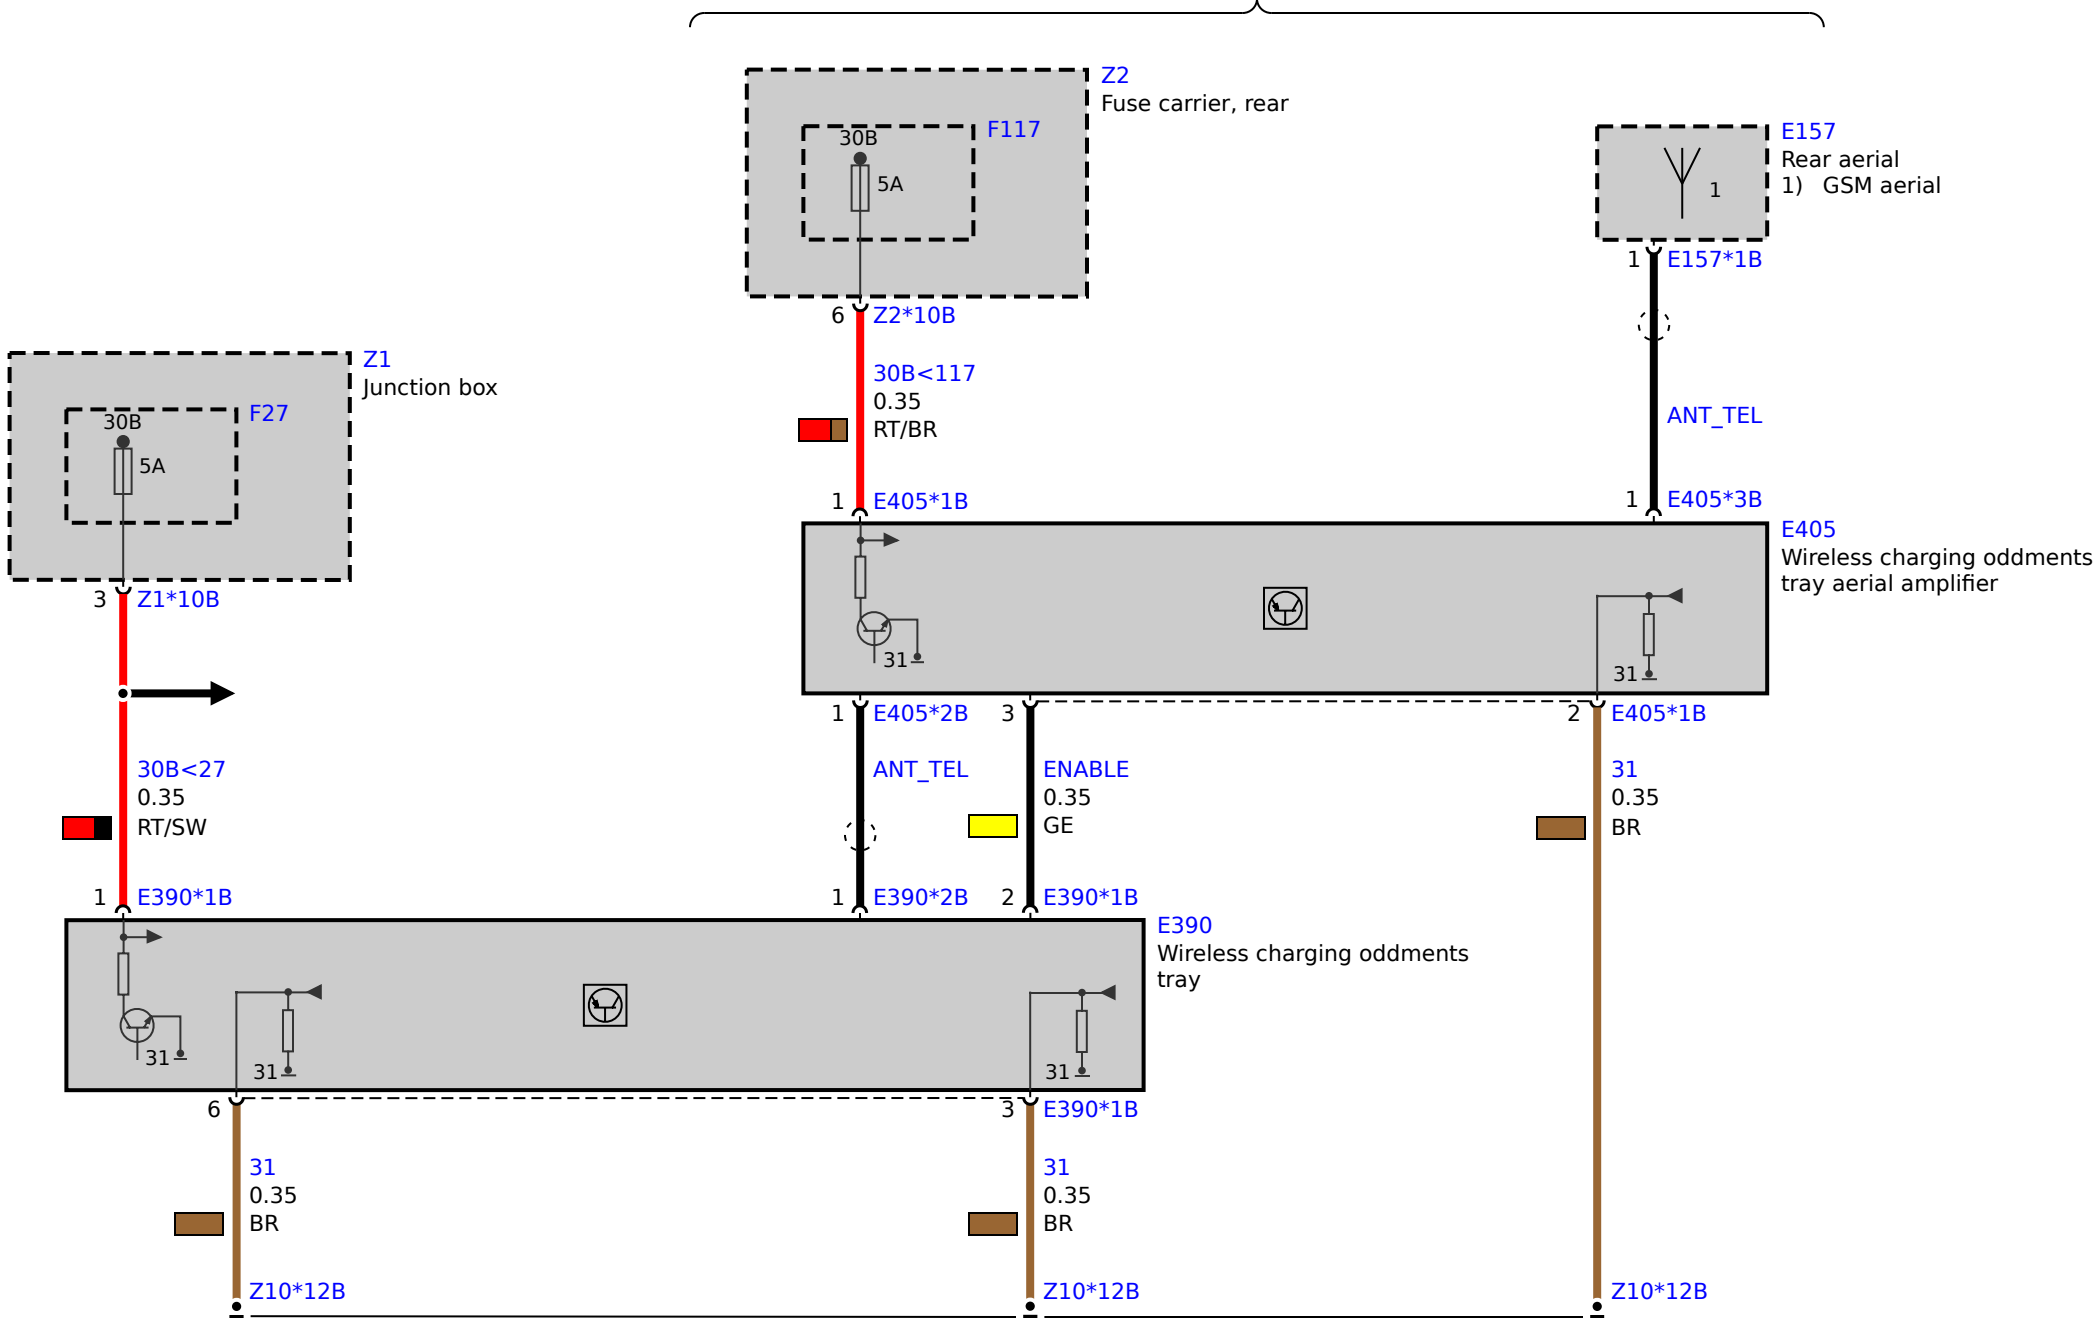 Z2
Fuse carrier, rear
F117
30B
5A
E157
Rear aerial
1) GSM aerial
1
1 E157*1B
6 Z2*10B
Z1
Junction box
F27
30B
5A
30B<117
0.35
RT/BR
ANT_TEL
1 E405*1B
1 E405*3B
E405
Wireless charging oddments
tray aerial amplifier
3 Z1*10B
31
31
1 E405*2B
3
2 E405*1B
30B<27
0.35
RT/SW
ANT_TEL
ENABLE
0.35
GE
31
0.35
BR
1 E390*1B
1 E390*2B
2 E390*1B
E390
Wireless charging oddments
tray
31
31
31
6
3 E390*1B
31
0.35
BR
31
0.35
BR
Z10*12B
Z10*12B
Z10*12B